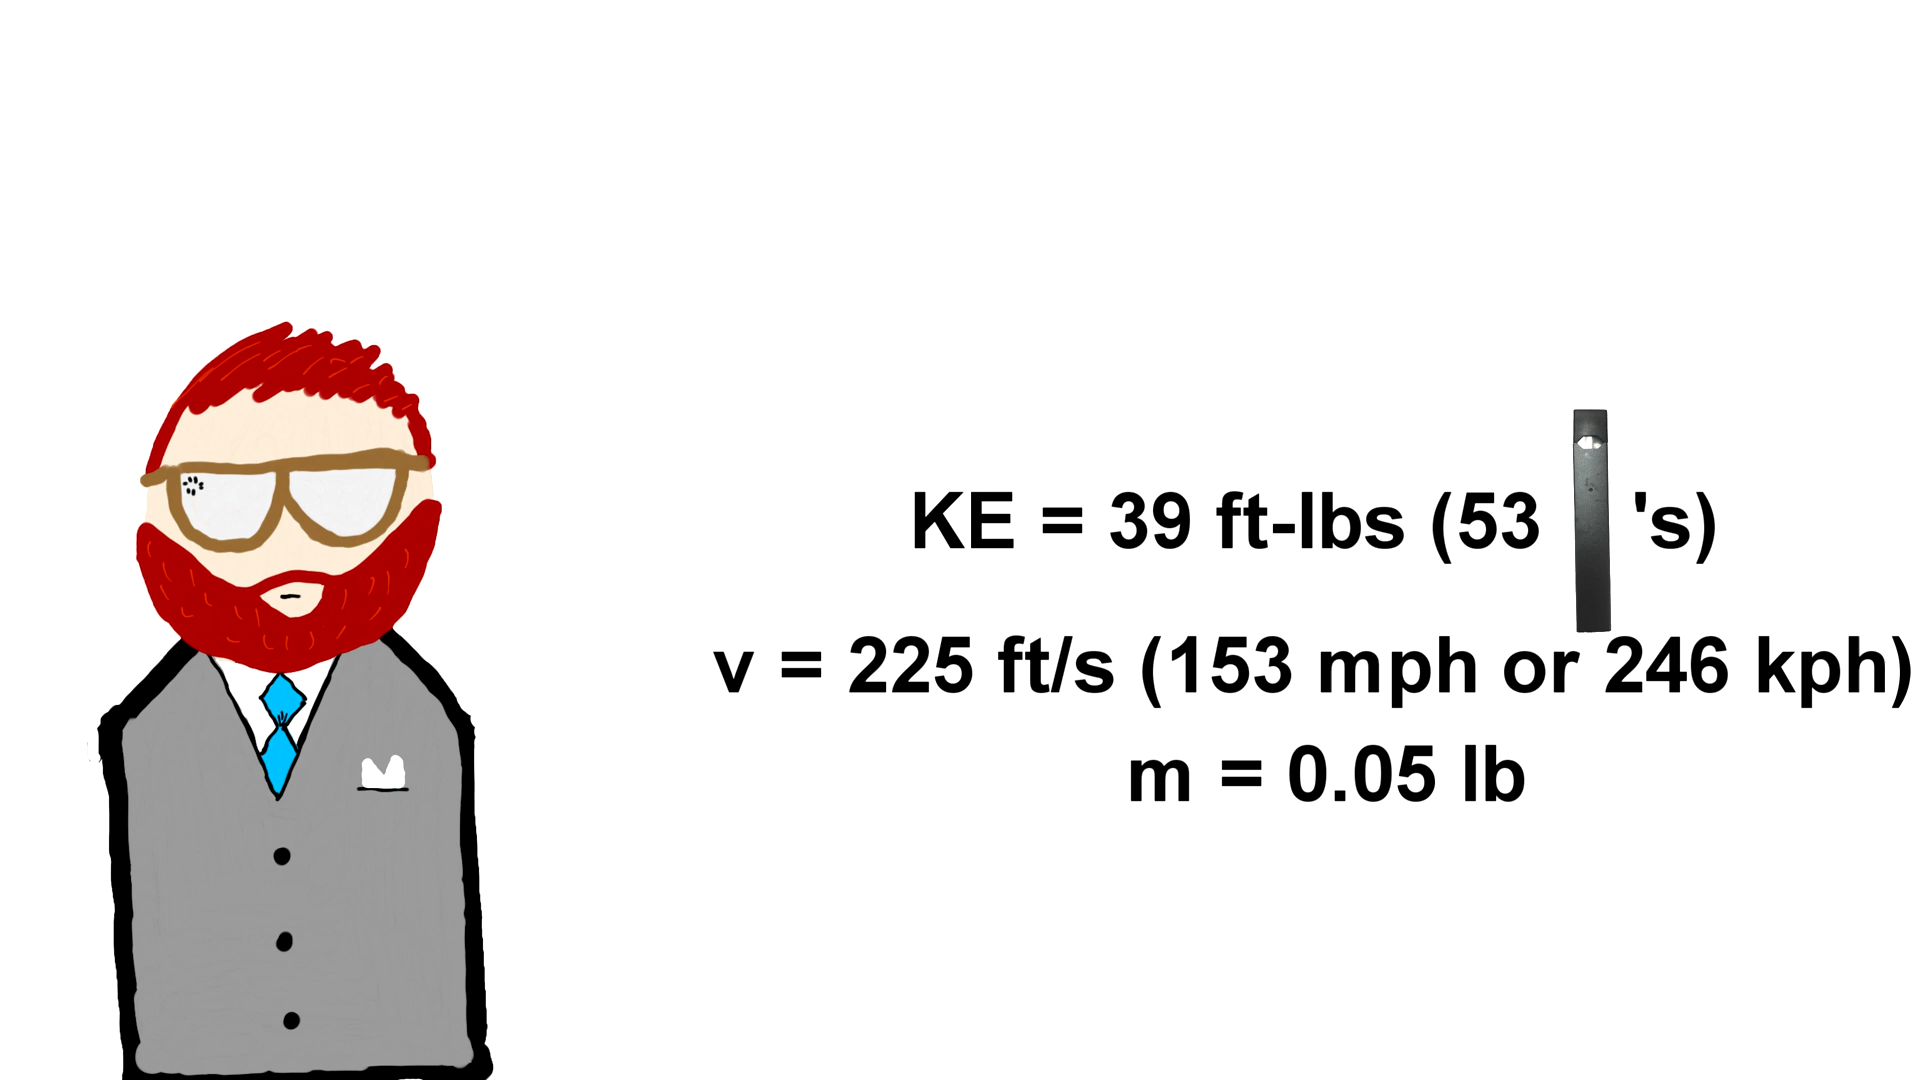 KE = 39 ft-lbs (53 's)
v = 225 ft/s (153 mph or 246 kph)
m = 0.05 lb